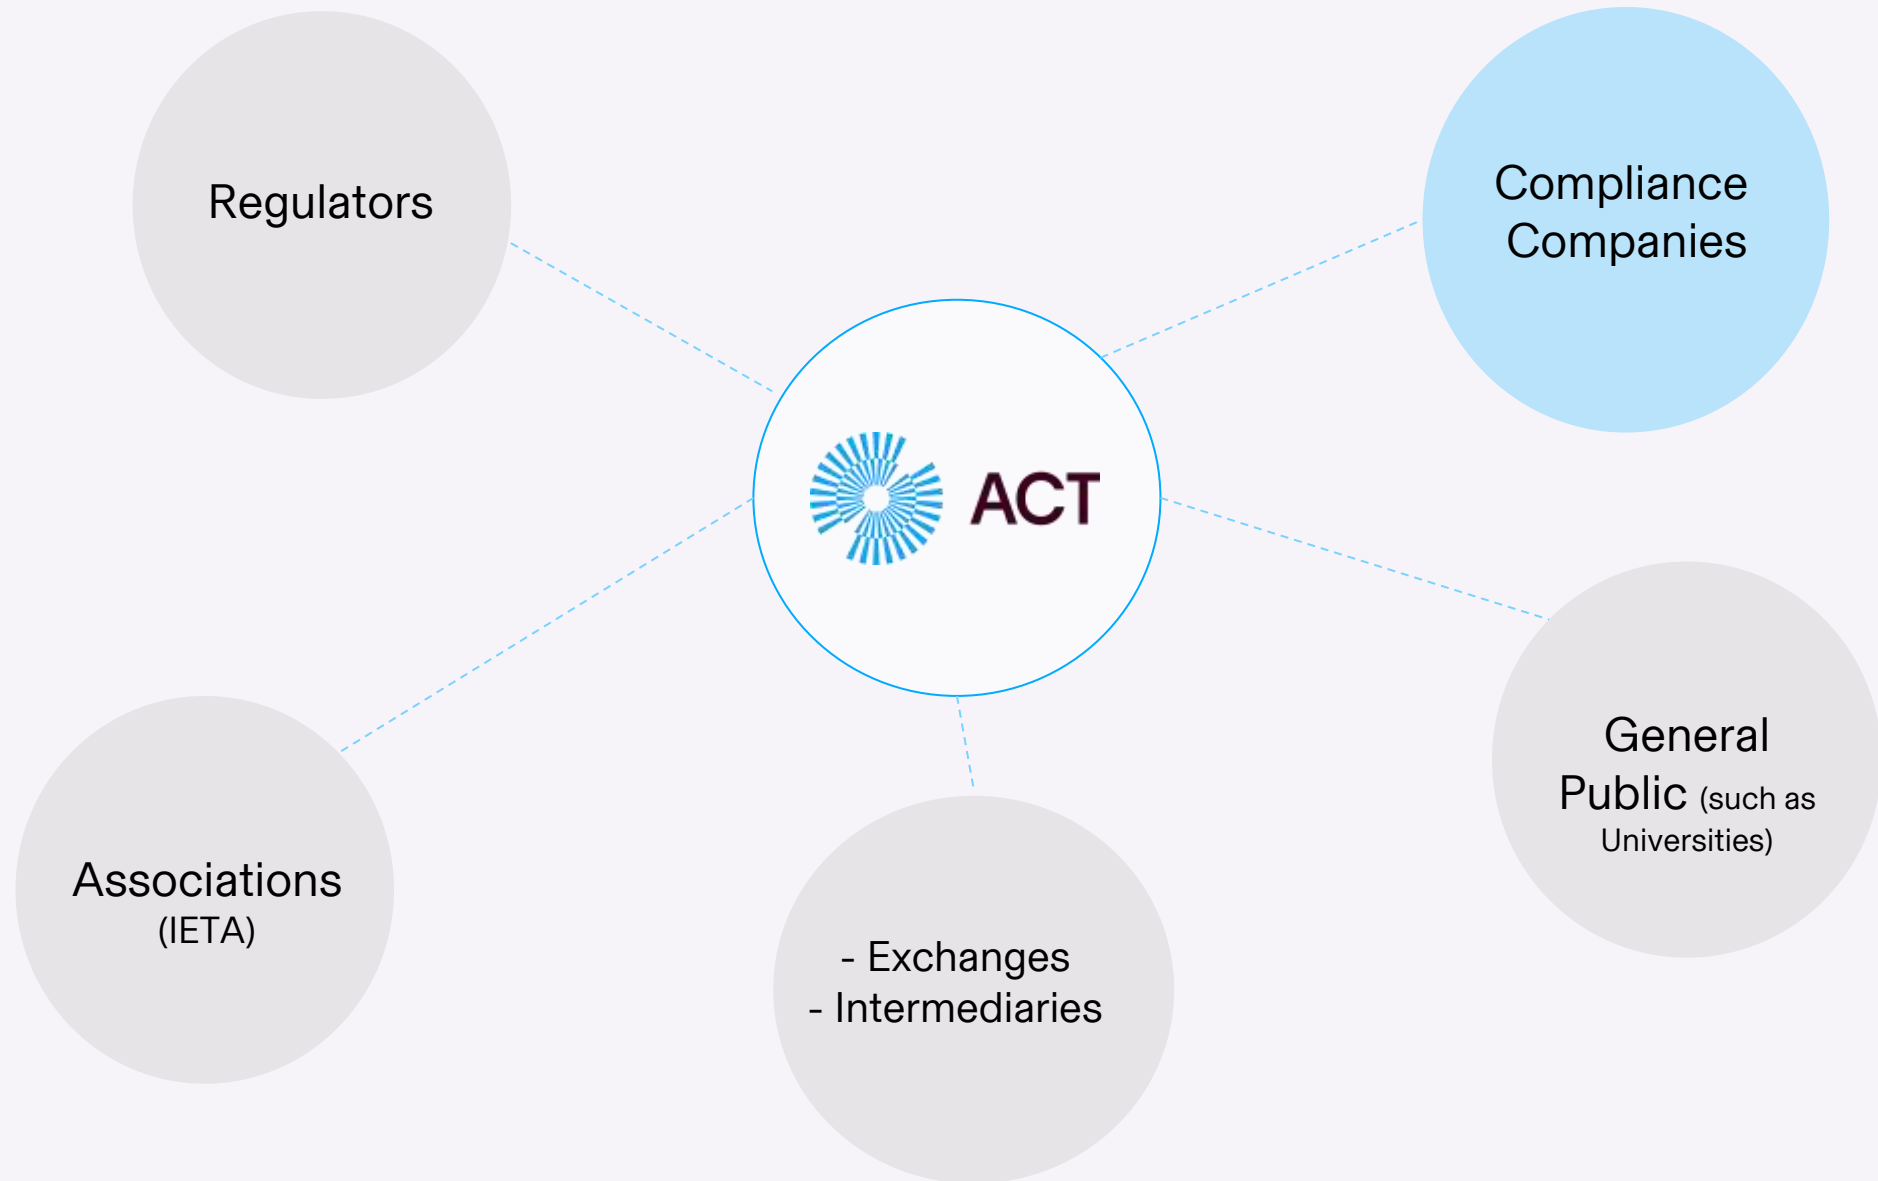 Regulators
Compliance
Companies
ACT
General
Public (such as
Universities)
Associations
(IETA)
- Exchanges
- Intermediaries